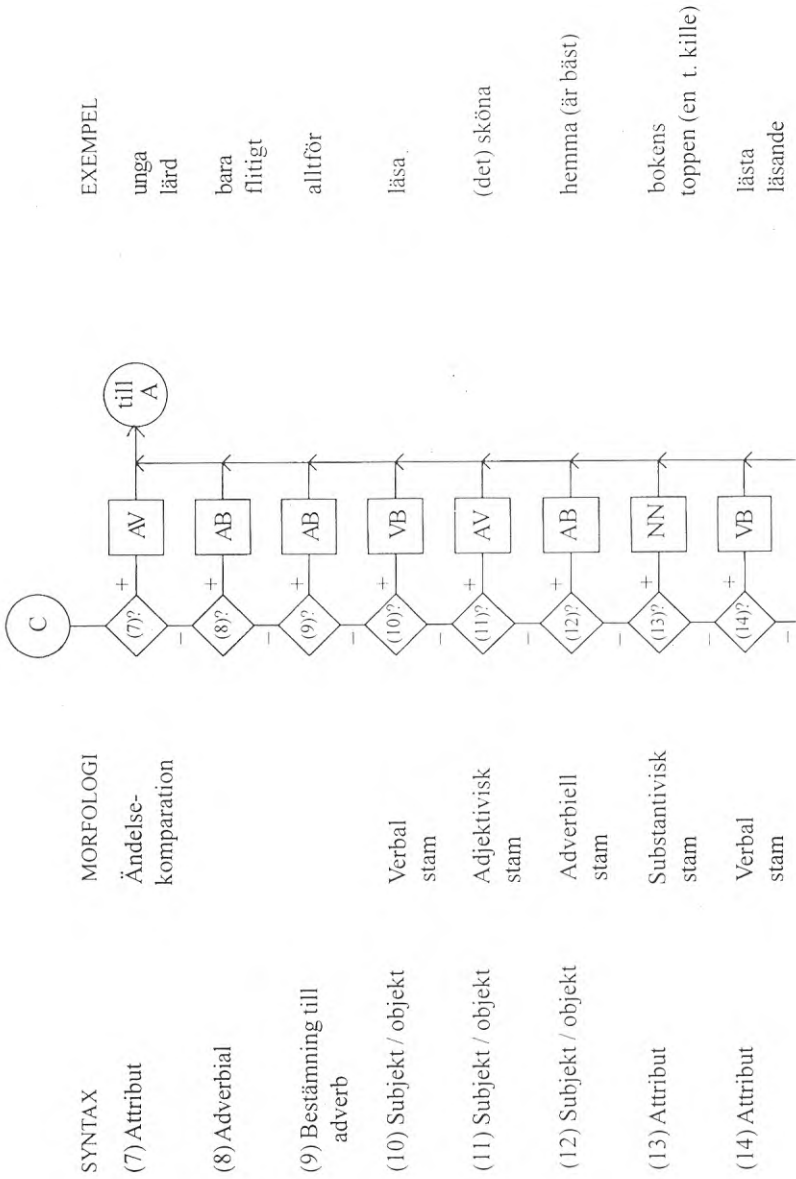 C
SYNTAX MORFOLOGI EXEMPEL
(7) Attribut Ändelse- (7)? + AV till unga
komparation A lärd
−
(8) Adverbial (8)? + AB bara
flitigt
−
(9) Bestämning till (9)? + AB alltför
adverb
−
(10) Subjekt / objekt Verbal (10)? + VB läsa
stam
−
(11) Subjekt / objekt Adjektivisk (11)? + AV (det) sköna
stam
−
(12) Subjekt / objekt Adverbiell (12)? + AB hemma (är bäst)
stam
−
(13) Attribut Substantivisk (13)? + NN bokens
stam toppen (en t. kille)
−
(14) Attribut Verbal (14)? + VB lästa
stam läsande
−